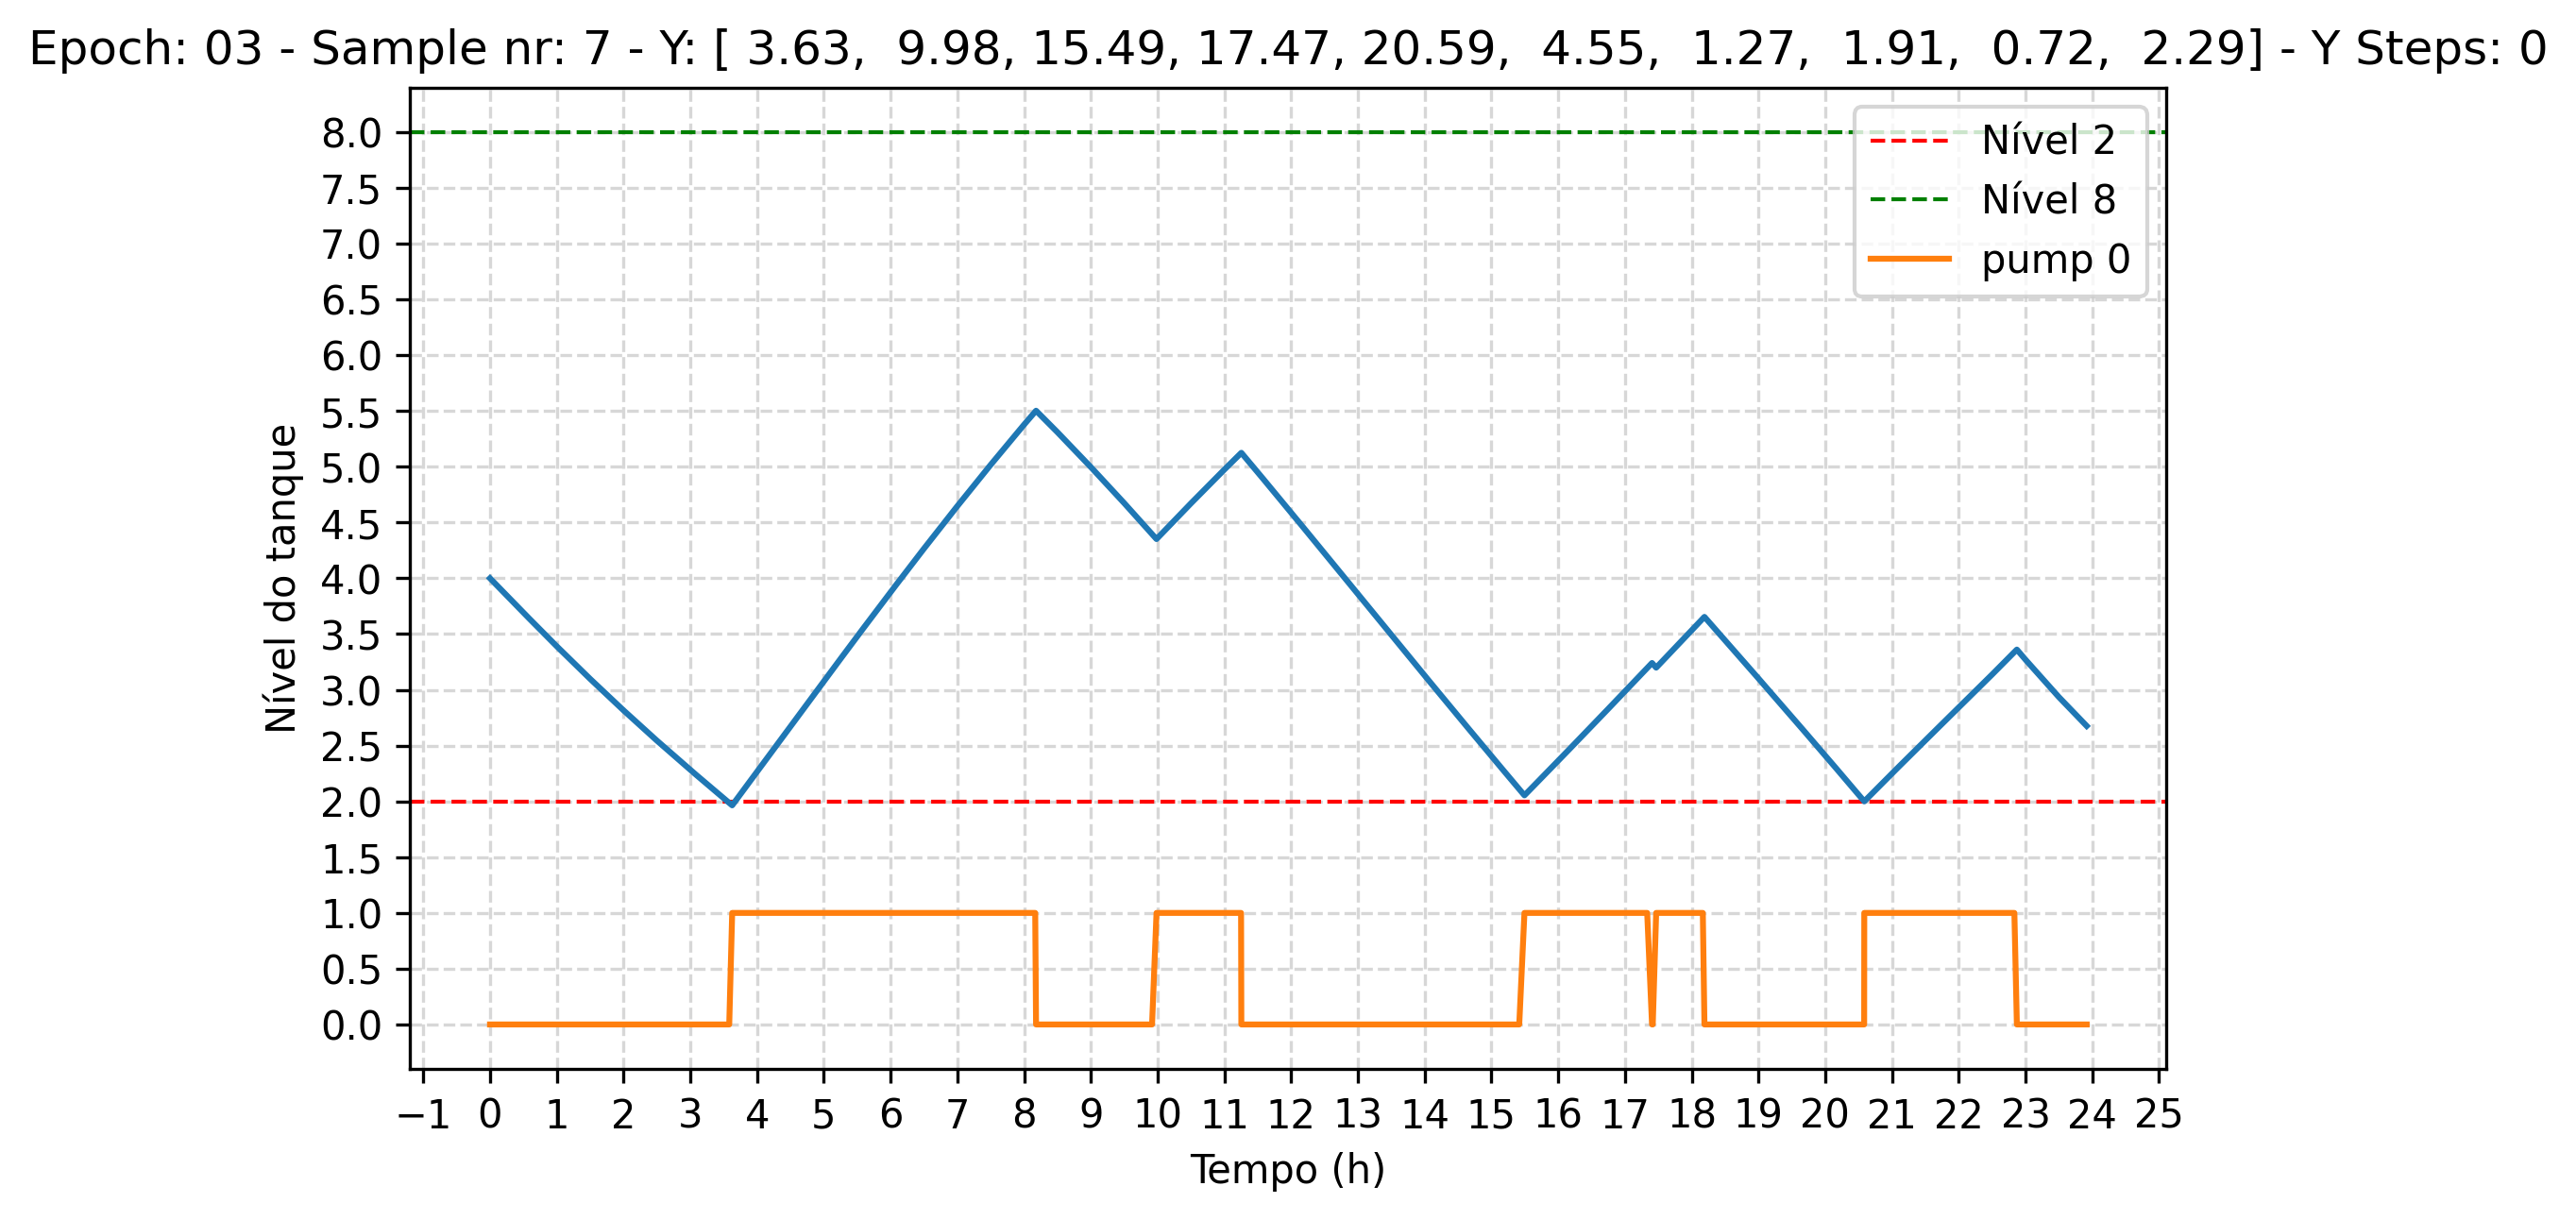 Epoch: 03 - Sample nr: 7 - Y: [ 3.63,  9.98, 15.49, 17.47, 20.59,  4.55,  1.27,  1.91,  0.72,  2.29] - Y Steps: 0
Nível 2
Nível 8
pump 0
Nível do tanque
8.0
7.5
7.0
6.5
6.0
5.5
5.0
4.5
4.0
3.5
3.0
2.5
2.0
1.5
1.0
0.5
0.0
−1 0 1 2 3 4 5 6 7 8 9 10 11 12 13 14 15 16 17 18 19 20 21 22 23 24 25
Tempo (h)